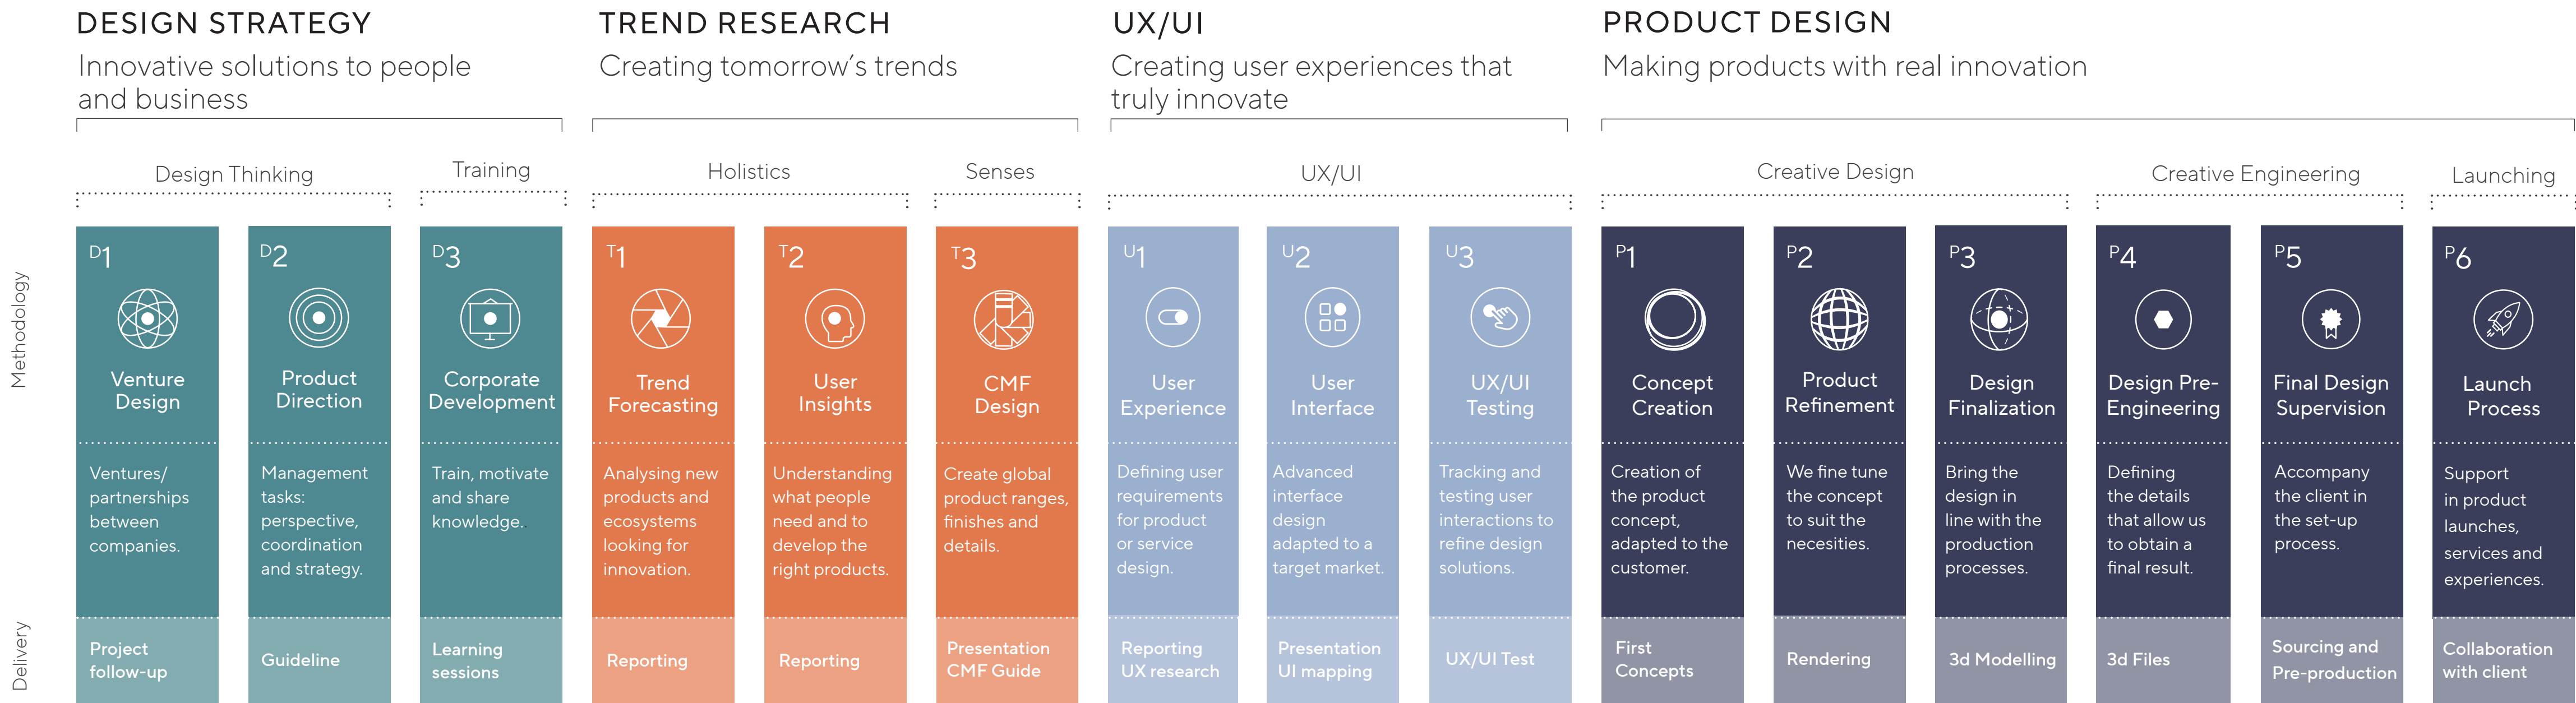 DESIGN STRATEGY
Innovative solutions to people
and business
TREND RESEARCH
Creating tomorrow's trends
UX/UI
Creating user experiences that
truly innovate
PRODUCT DESIGN
Making products with real innovation
Design Thinking
Training
Holistics
Senses
UX/UI
Creative Design
Creative Engineering
Launching
Methodology
Delivery
D1
Venture
Design
Ventures/
partnerships
between
companies.
Project
follow-up
D2
Product
Direction
Management
tasks:
perspective,
coordination
and strategy.
Guideline
D3
Corporate
Development
Train, motivate
and share
knowledge.
Learning
sessions
T1
Trend
Forecasting
Analysing new
products and
ecosystems
looking for
innovation.
Reporting
T2
User
Insights
Understanding
what people
need and to
develop the
right products.
Reporting
T3
CMF
Design
Create global
product ranges,
finishes and
details.
Presentation
CMF Guide
U1
User
Experience
Defining user
requirements
for product
or service
design.
Reporting
UX research
U2
User
Interface
Advanced
interface
design
adapted to a
target market.
Presentation
UI mapping
U3
UX/UI
Testing
Tracking and
testing user
interactions to
refine design
solutions.
UX/UI Test
P1
Concept
Creation
Creation of
the product
concept,
adapted to the
customer.
First
Concepts
P2
Product
Refinement
We fine tune
the concept
to suit the
necesities.
Rendering
P3
Design
Finalization
Bring the
design in
line with the
production
processes.
3d Modelling
P4
Design Pre-
Engineering
Defining
the details
that allow us
to obtain a
final result.
3d Files
P5
Final Design
Supervision
Accompany
the client in
the set-up
process.
Sourcing and
Pre-production
P6
Launch
Process
Support
in product
launches,
services and
experiences.
Collaboration
with client